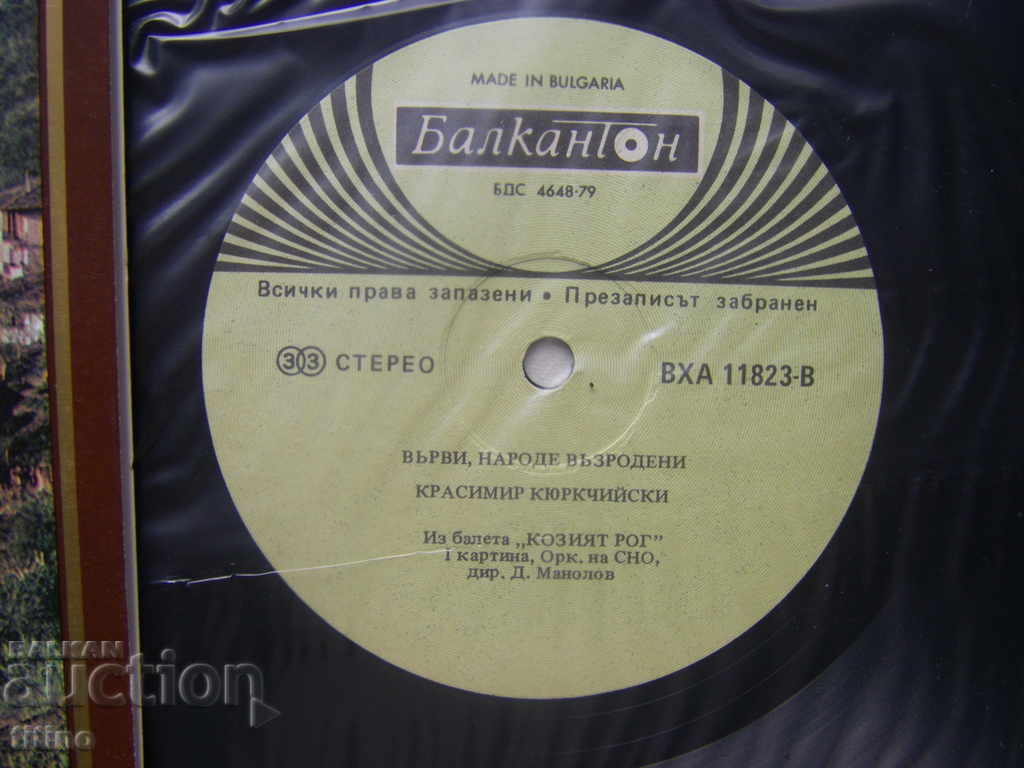 MADE IN BULGARIA
Балкантон
БДС 4648-79
Всички права запазени • Презаписът забранен
33 СТЕРЕО
ВХА 11823-В
ВЪРВИ, НАРОДЕ ВЪЗРОДЕНИ
КРАСИМИР КЮРКЧИЙСКИ
Из балета „КОЗИЯТ РОГ”
I картина, Орк. на СНО,
дир. Д. Манолов
BALKAN
auction
titino